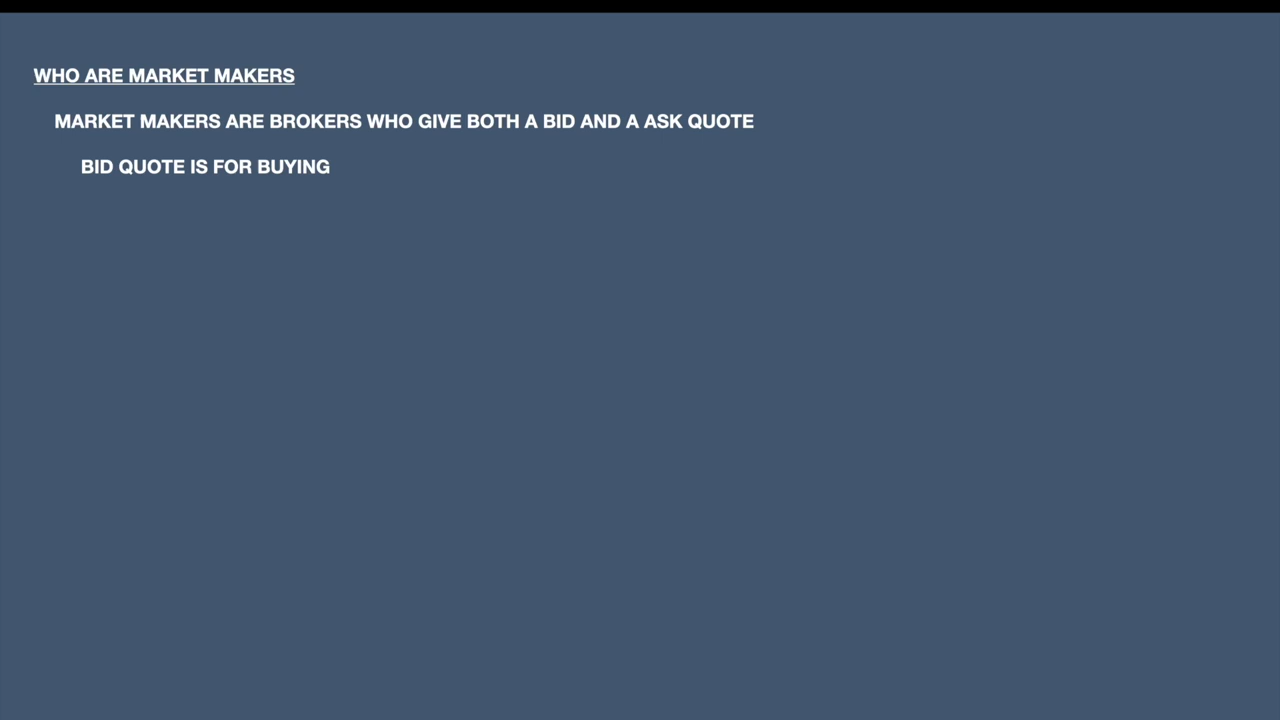 WHO ARE MARKET MAKERS
MARKET MAKERS ARE BROKERS WHO GIVE BOTH A BID AND A ASK QUOTE
BID QUOTE IS FOR BUYING